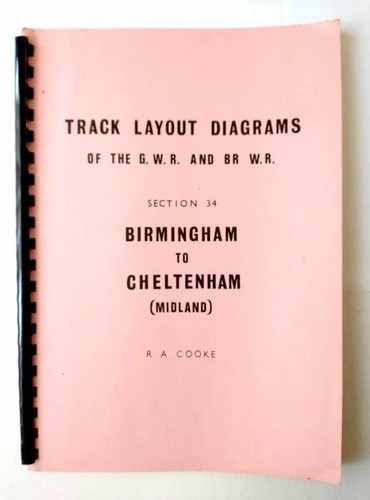 TRACK LAYOUT DIAGRAMS
OF THE G.W.R. AND BR W.R.
SECTION 34
BIRMINGHAM
TO
CHELTENHAM
(MIDLAND)
R A COOKE